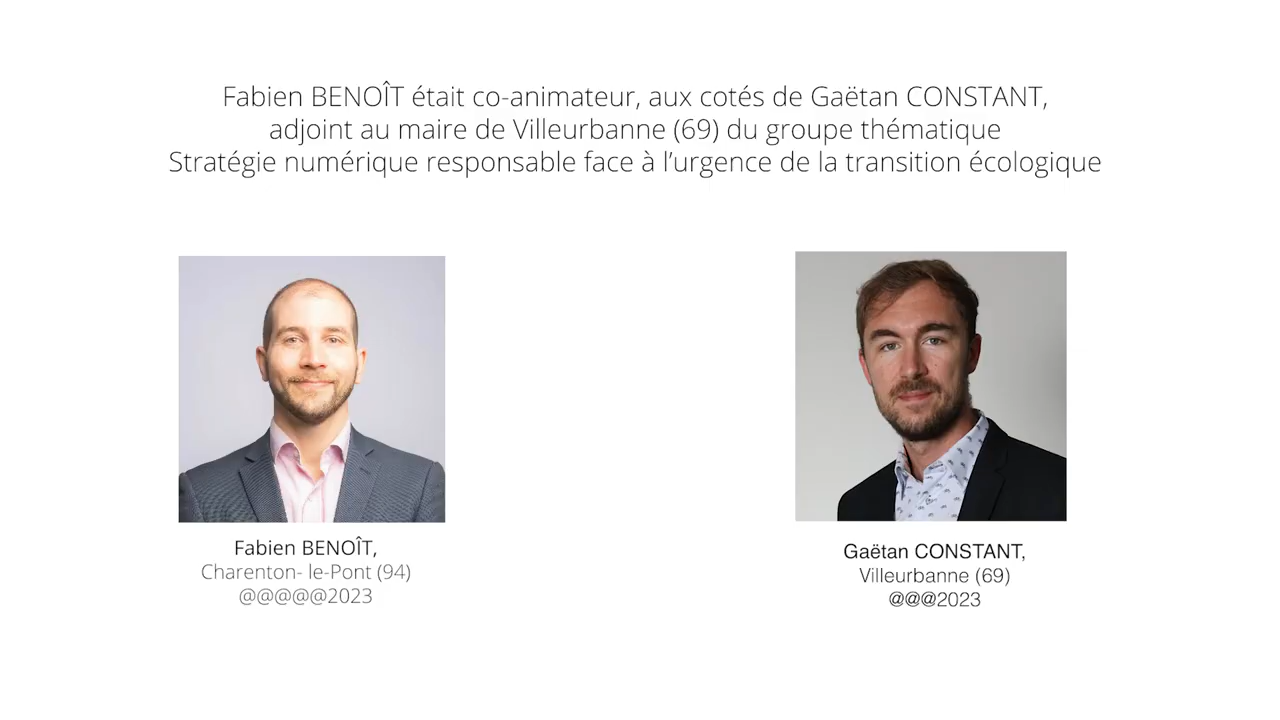 Fabien BENOÎT était co-animateur, aux cotés de Gaëtan CONSTANT,
adjoint au maire de Villeurbanne (69) du groupe thématique
Stratégie numérique responsable face à l’urgence de la transition écologique
Fabien BENOÎT,
Charenton- le-Pont (94)
@@@@@2023
Gaëtan CONSTANT,
Villeurbanne (69)
@@@2023